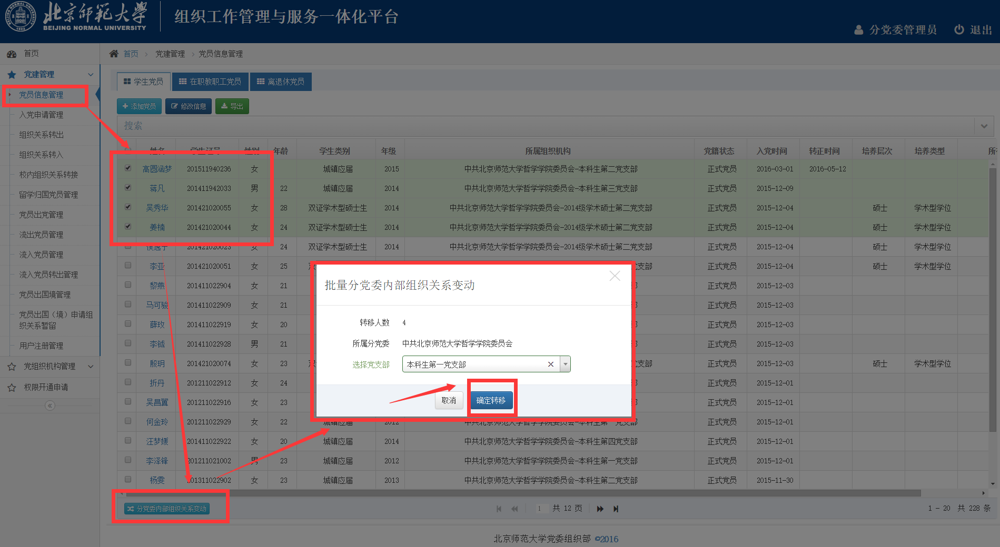 北京师范大学
BEIJING NORMAL UNIVERSITY
1902
组织工作管理与服务一体化平台
分党委管理员 退出
首页
党建管理
党员信息管理
入党申请管理
组织关系转出
组织关系转入
校内组织关系转接
留学归国党员管理
党员出党管理
流出党员管理
流入党员管理
流入党员转出管理
党员出国境管理
党员出国（境）申请组
织关系暂留
用户注册管理
党组织机构管理
权限开通申请
首页 党建管理 党员信息管理
学生党员 在职教职工党员 离退休党员
添加党员 修改信息 导出
搜索
姓名 学生证号 性别 年龄 学生类别 年级 所属组织机构 党籍状态 入党时间 转正时间 培养层次 培养类型 所
高圆涵梦 201511940236 女 城镇应届 2015 中共北京师范大学哲学学院委员会-本科生第二党支部 正式党员 2016-03-01 2016-05-12
蒋凡 201411942033 男 22 城镇应届 2014 中共北京师范大学哲学学院委员会-本科生第三党支部 正式党员 2015-12-09
吴秀华 201421020055 女 28 双证学术型硕士生 2014 中共北京师范大学哲学学院委员会-2014级学术硕士第二党支部 正式党员 2015-12-04 硕士 学术型学位
姜楠 201421020044 女 24 双证学术型硕士生 2014 中共北京师范大学哲学学院委员会-2014级学术硕士第二党支部 正式党员 2015-12-04 硕士 学术型学位
201421020023 女 24 双证学术型硕士生 2014 中共北京师范大学哲学学院委员会-2014级学术硕士第二党支部 正式党员 2015-12-04 硕士 学术型学位
李亚 201421020051 女 25 双 党支部 正式党员 2015-12-04 硕士 学术型学位
黎燕 201411022904 女 21 正式党员 2015-12-03
马可骏 201411022909 女 21 正式党员 2015-12-03
薛玫 201411022919 女 20 正式党员 2015-12-03
李钺 201411022928 男 21 正式党员 2015-12-03
殷玥 201421020074 女 23 双 党支部 正式党员 2015-12-03 硕士 学术型学位
折丹 201211022912 女 24 正式党员 2015-12-01
吴昌翼 201211022916 女 23 正式党员 2015-12-01
何金玲 201211022929 女 22 城镇应届 2012 中共北京师范大学哲学学院委员会-本科生第一党支部 正式党员 2015-12-01
汪梦媛 201411022922 女 20 城镇应届 2014 中共北京师范大学哲学学院委员会-本科生第四党支部 正式党员 2015-12-01
李泽锋 201211021002 男 23 城镇应届 2012 中共北京师范大学哲学学院委员会-本科生第一党支部 正式党员 2015-12-01
杨雯 201311022902 女 23 城镇应届 2013 中共北京师范大学哲学学院委员会-本科生第二党支部 正式党员 2015-11-30
批量分党委内部组织关系变动
转移人数 4
所属分党委 中共北京师范大学哲学学院委员会
选择党支部 本科生第一党支部
取消 确定转移
分党委内部组织关系变动
1 共 12 页
1 - 20 共 228 条
北京师范大学党委组织部 ©2016